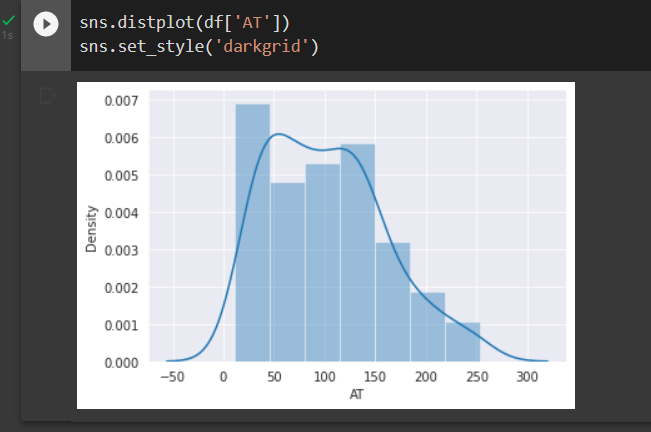 sns.distplot(df['AT'])
1s
sns.set_style('darkgrid')
0.007
0.006
0.005
0.004
0.003
0.002
0.001
0.000
Density
−50 0 50 100 150 200 250 300
AT